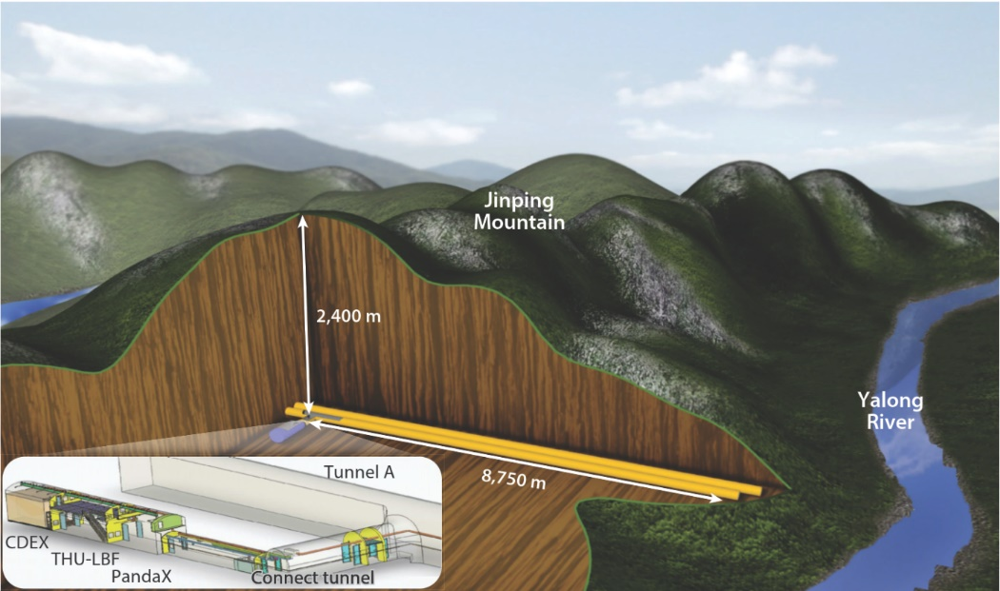 Jinping
Mountain
2,400 m
Yalong
River
8,750 m
Tunnel A
CDEX
THU-LBF
PandaX
Connect tunnel